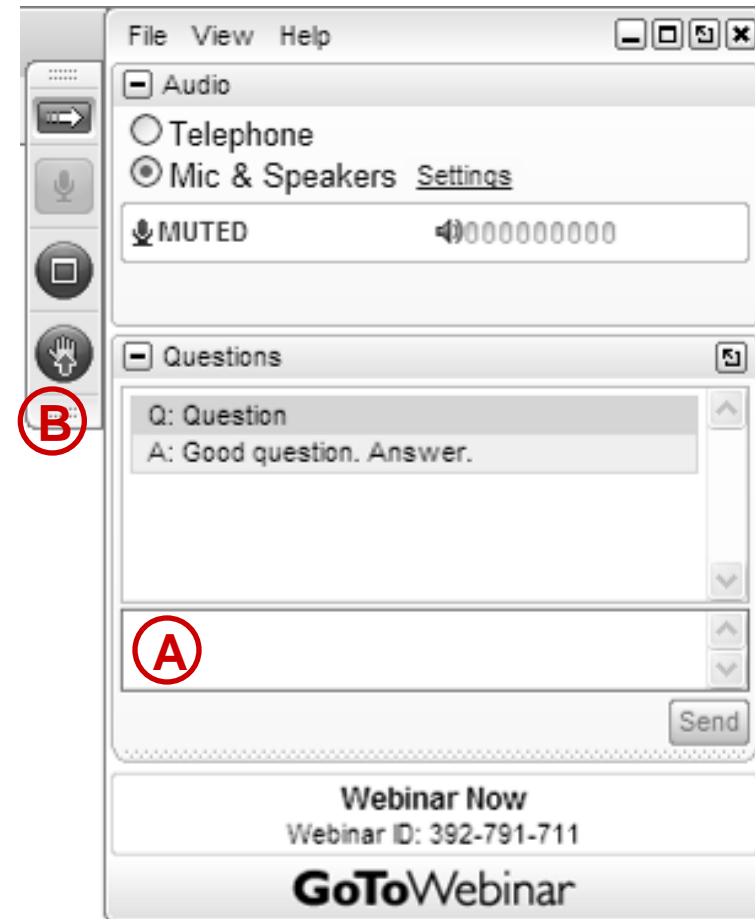 File View Help
Audio
Telephone
Mic & Speakers Settings
MUTED 000000000
Questions
B
Q: Question
A: Good question. Answer.
A
Send
Webinar Now
Webinar ID: 392-791-711
GoToWebinar